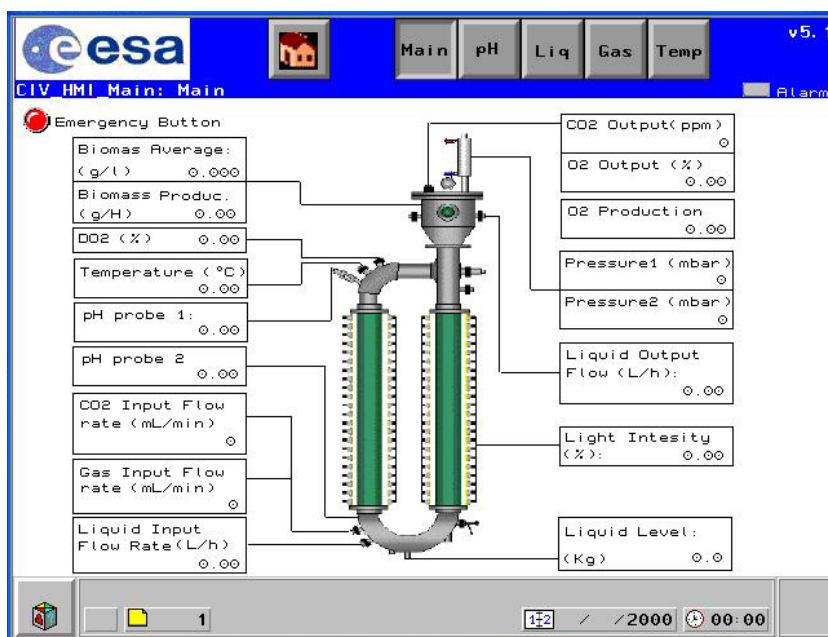 esa
Main
pH
Liq
Gas
Temp
v5.1
CIV_HMI_Main: Main
Alarm
Emergency Button
Biomas Average:
(g/l) 0.000
Biomass Produc.
(g/H) 0.00
DO2 (%) 0.00
Temperature (°C)
0.00
pH probe 1:
0.00
pH probe 2
0.00
CO2 Input Flow
rate (mL/min)
0
Gas Input Flow
rate (mL/min)
0
Liquid Input
Flow Rate(L/h)
0.00
CO2 Output(ppm)
0
O2 Output (%)
0.00
O2 Production
0.00
Pressure1 (mbar)
0
Pressure2 (mbar)
0
Liquid Output
Flow (L/h):
0.00
Light Intesity
(%): 0.00
Liquid Level:
(Kg) 0.0
1
1 2 / /2000 00:00